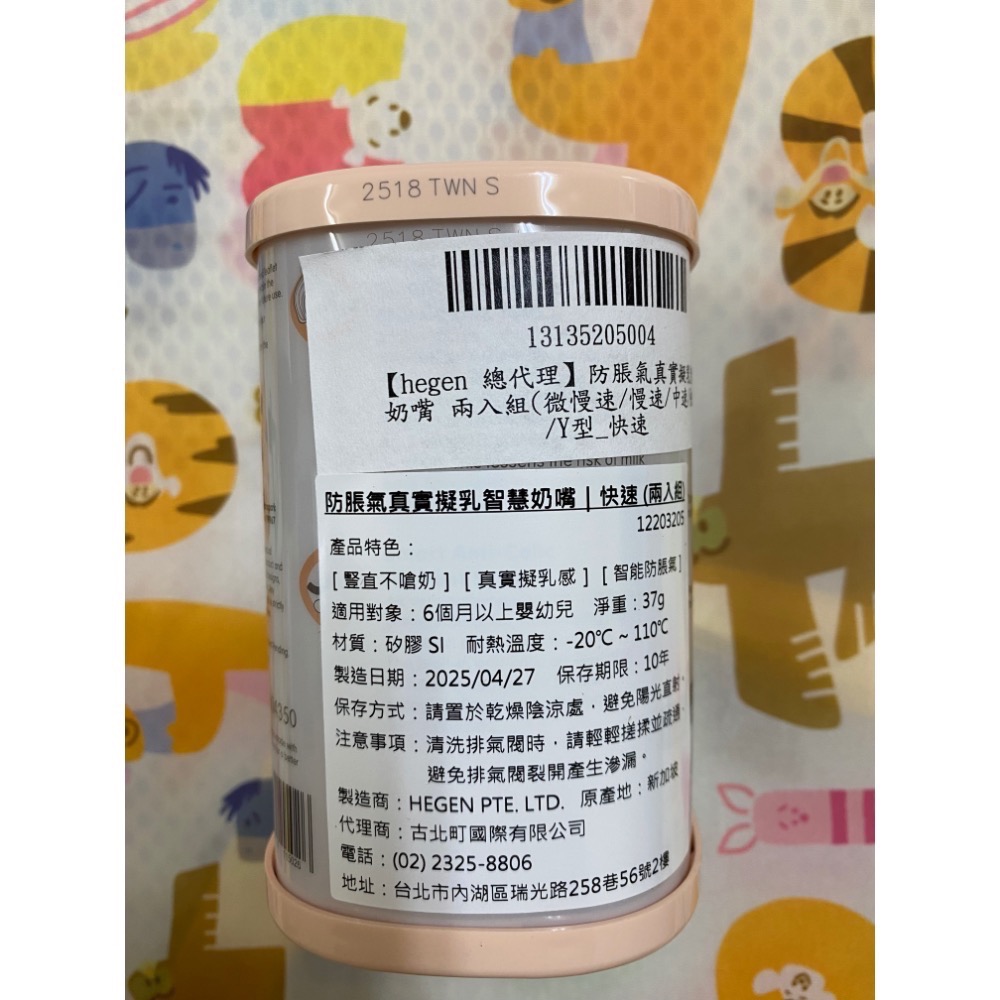 2518 TWN S
2518 TWN S
13135205004
【hegen 總代理】防脹氣真實擬
奶嘴 兩入組(微慢速/慢速/中速
/Y型_快速
the risk of milk
防脹氣真實擬乳智慧奶嘴 | 快速 (兩入組)
12203205
產品特色：
[ 豎直不嗆奶 ] [ 真實擬乳感 ] [ 智能防脹氣 ]
適用對象：6個月以上嬰幼兒 淨重：37g
材質：矽膠 SI 耐熱溫度：-20℃ ~ 110℃
製造日期：2025/04/27 保存期限：10年
保存方式：請置於乾燥陰涼處，避免陽光直射。
注意事項：清洗排氣閥時，請輕輕搓揉並疏通，
避免排氣閥裂開產生滲漏。
製造商：HEGEN PTE. LTD. 原產地：新加坡
代理商：古北町國際有限公司
電話：(02) 2325-8806
地址：台北市內湖區瑞光路258巷56號2樓